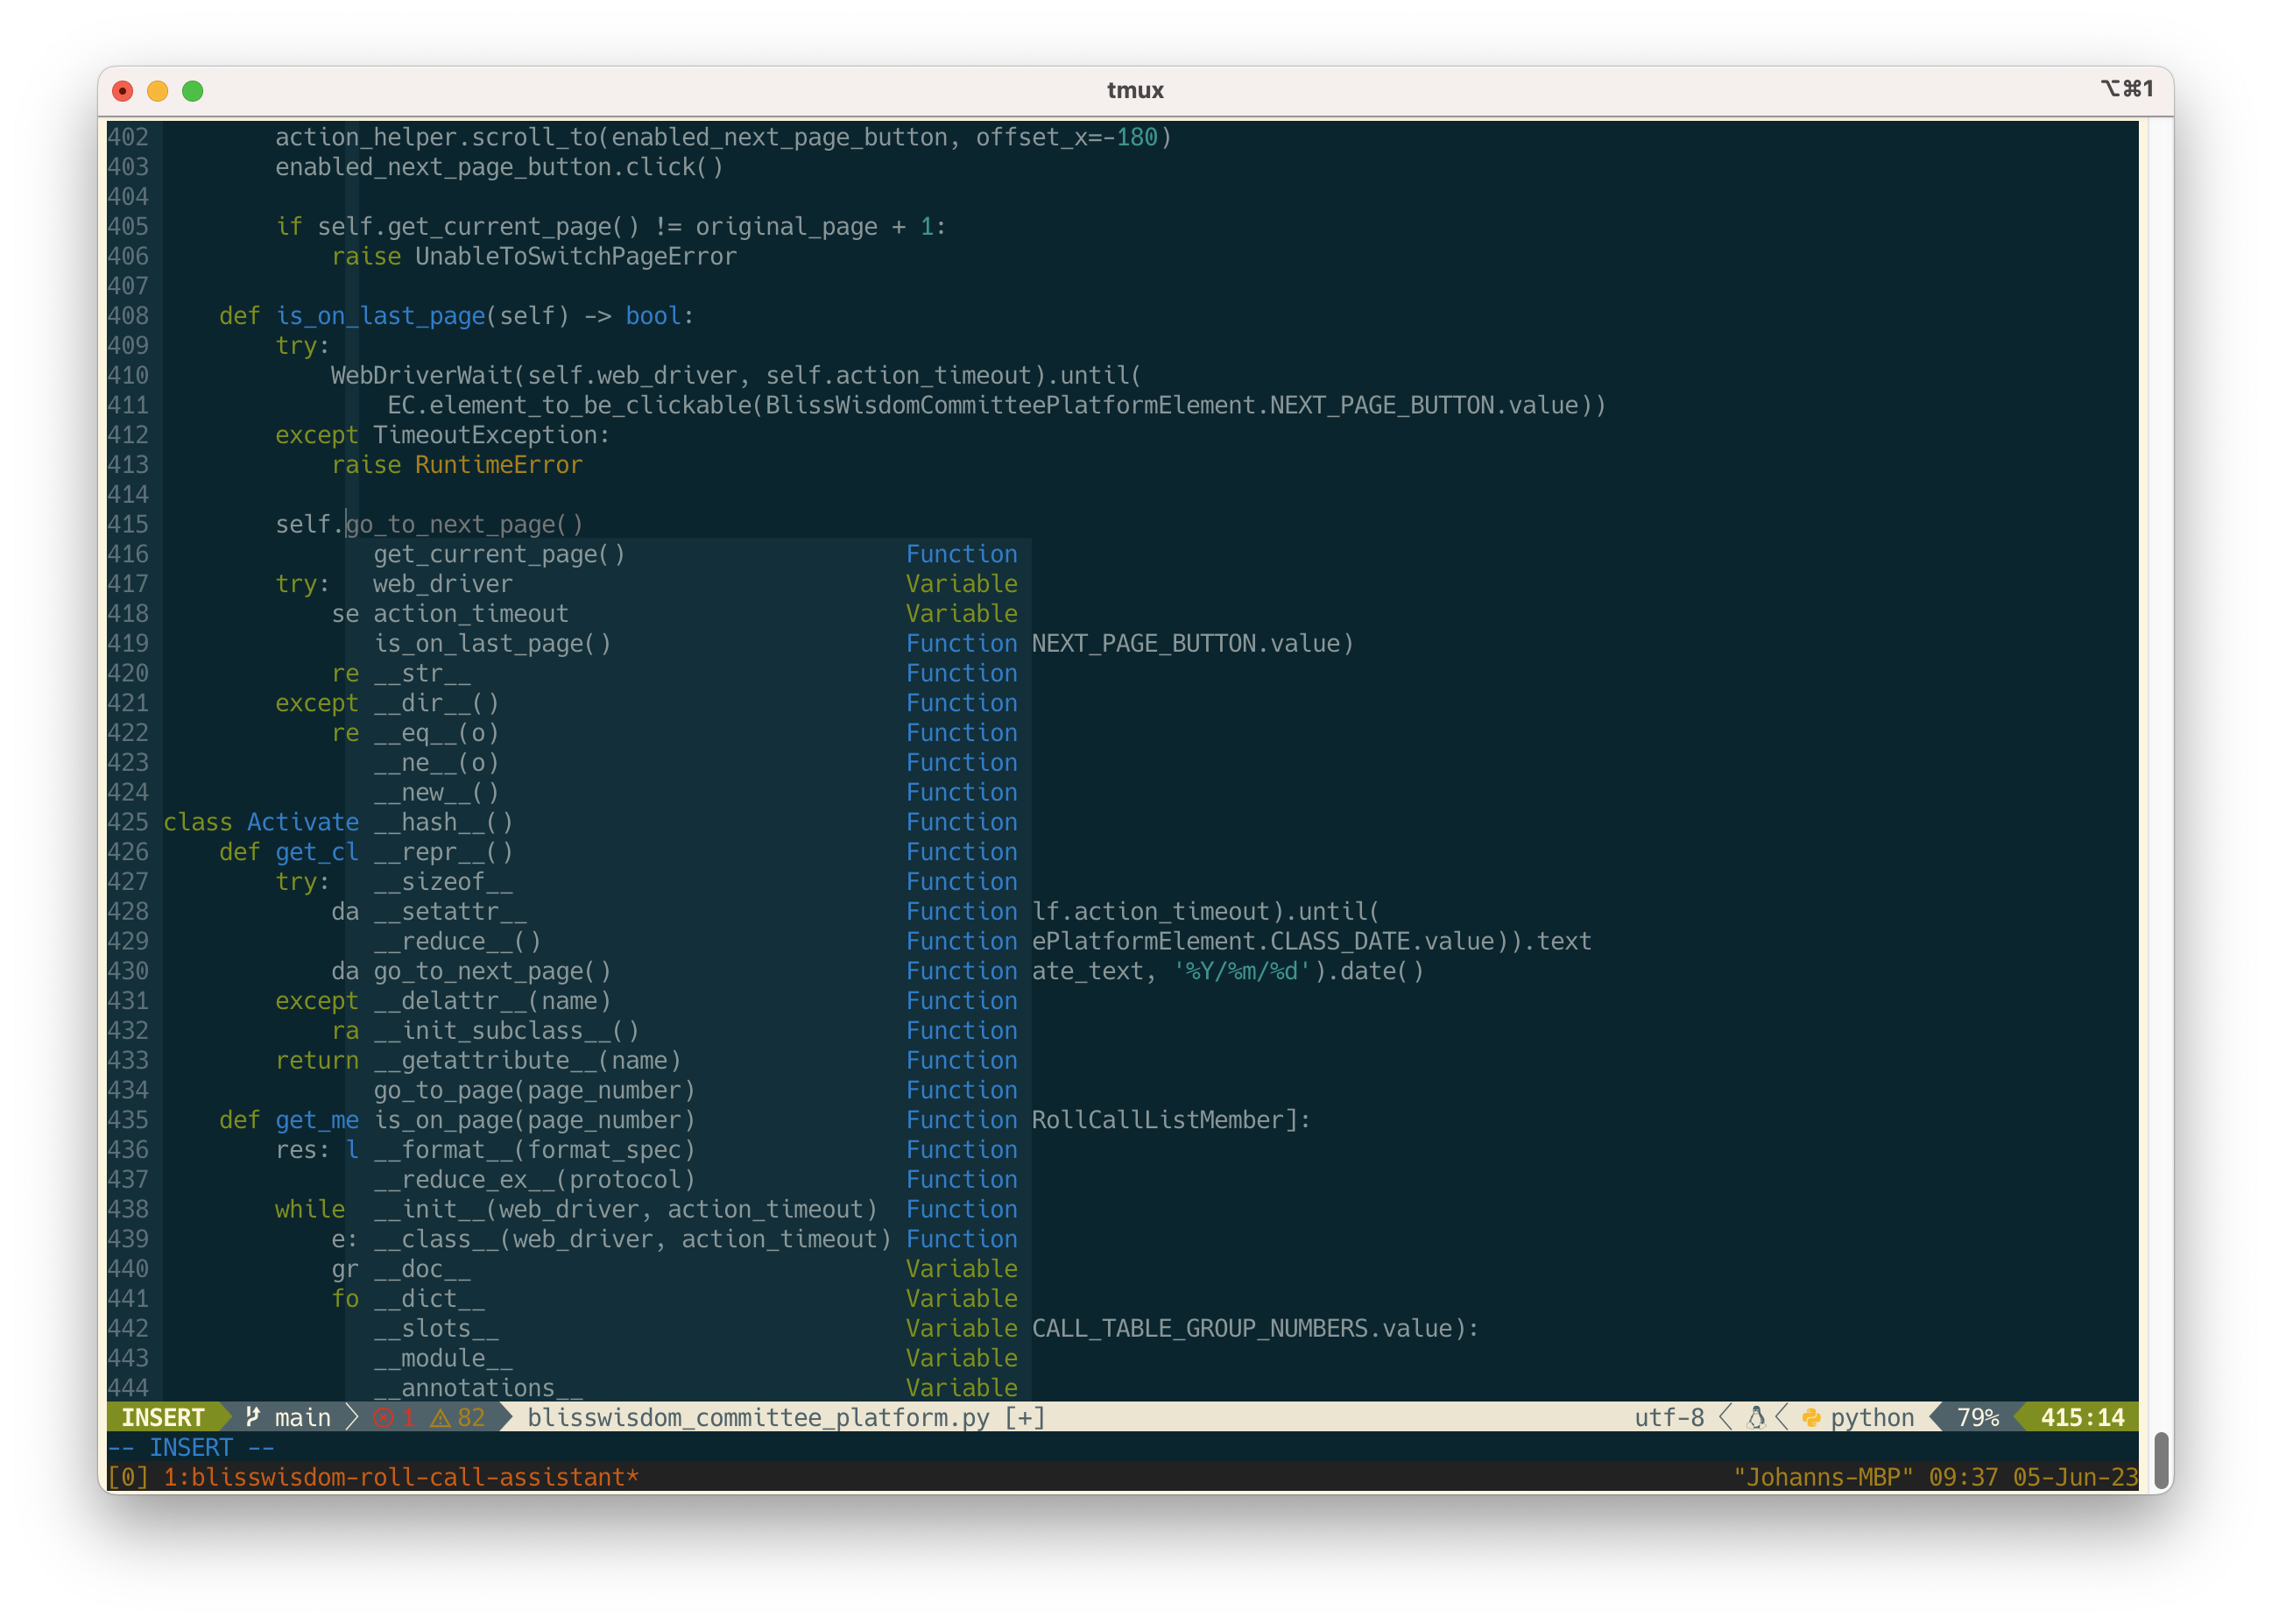 tmux ⌥⌘1
402         action_helper.scroll_to(enabled_next_page_button, offset_x=-180)
403         enabled_next_page_button.click()
404
405         if self.get_current_page() != original_page + 1:
406             raise UnableToSwitchPageError
407
408     def is_on_last_page(self) -> bool:
409         try:
410             WebDriverWait(self.web_driver, self.action_timeout).until(
411                 EC.element_to_be_clickable(BlissWisdomCommitteePlatformElement.NEXT_PAGE_BUTTON.value))
412         except TimeoutException:
413             raise RuntimeError
414
415         self.go_to_next_page()
416                get_current_page()                    Function
417         try:   web_driver                            Variable
418             se action_timeout                        Variable
419                is_on_last_page()                     Function NEXT_PAGE_BUTTON.value)
420             re __str__                               Function
421         except __dir__()                             Function
422             re __eq__(o)                             Function
423                __ne__(o)                             Function
424                __new__()                             Function
425 class Activate __hash__()                            Function
426     def get_cl __repr__()                            Function
427         try:   __sizeof__                            Function
428             da __setattr__                           Function lf.action_timeout).until(
429                __reduce__()                          Function ePlatformElement.CLASS_DATE.value)).text
430             da go_to_next_page()                     Function ate_text, '%Y/%m/%d').date()
431         except __delattr__(name)                     Function
432             ra __init_subclass__()                   Function
433         return __getattribute__(name)                Function
434                go_to_page(page_number)               Function
435     def get_me is_on_page(page_number)               Function RollCallListMember]:
436         res: l __format__(format_spec)               Function
437                __reduce_ex__(protocol)               Function
438         while  __init__(web_driver, action_timeout)  Function
439             e: __class__(web_driver, action_timeout) Function
440             gr __doc__                               Variable
441             fo __dict__                              Variable
442                __slots__                             Variable CALL_TABLE_GROUP_NUMBERS.value):
443                __module__                            Variable
444                __annotations__                       Variable
INSERT main 1 82 blisswisdom_committee_platform.py [+] utf-8 python 79% 415:14
-- INSERT --
[0] 1:blisswisdom-roll-call-assistant* "Johanns-MBP" 09:37 05-Jun-23